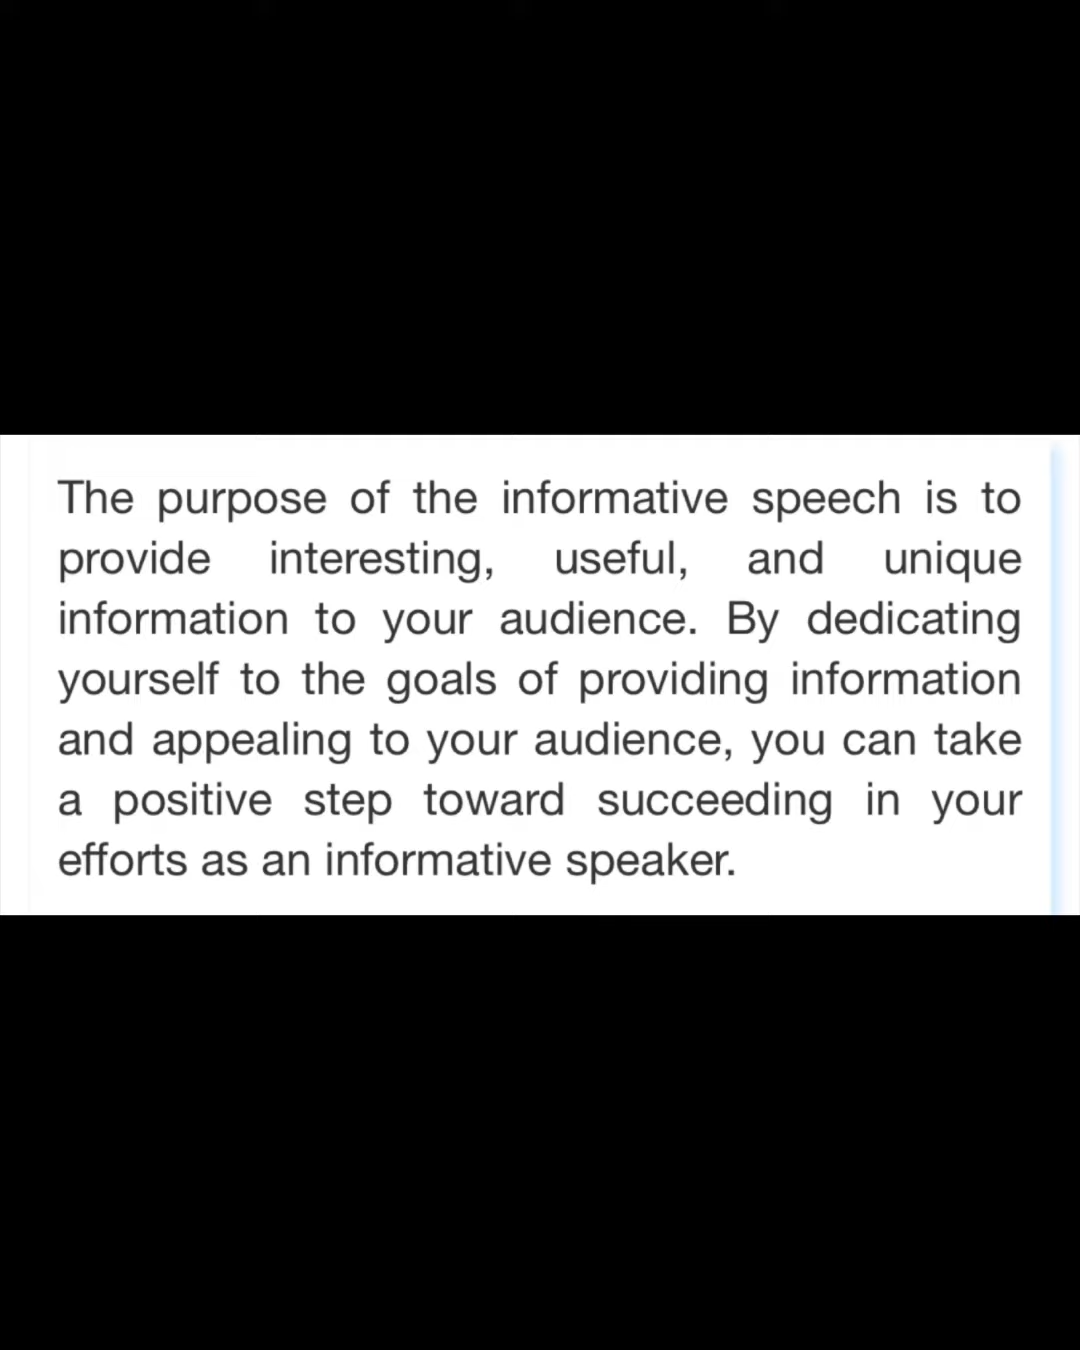 The purpose of the informative speech is to
provide interesting, useful, and unique
information to your audience. By dedicating
yourself to the goals of providing information
and appealing to your audience, you can take
a positive step toward succeeding in your
efforts as an informative speaker.